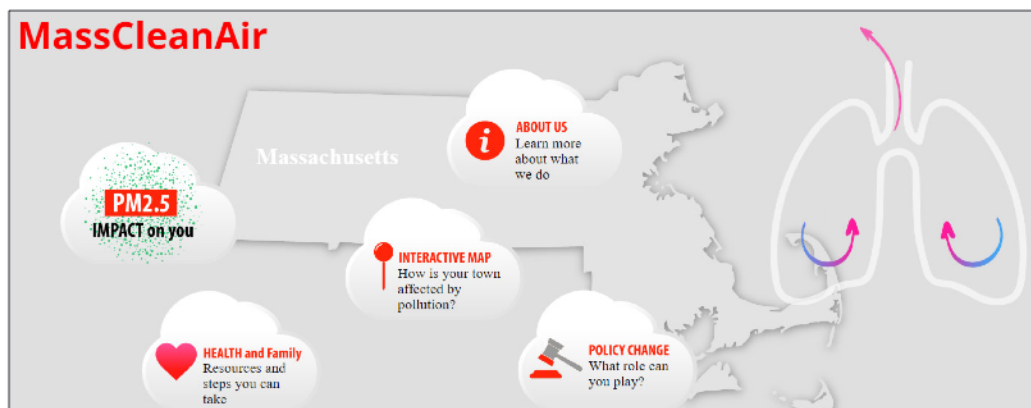 MassCleanAir
Massachusetts
ABOUT US
Learn more
about what
we do
PM2.5
IMPACT on you
INTERACTIVE MAP
How is your town
affected by
pollution?
HEALTH and Family
Resources and
steps you can
take
POLICY CHANGE
What role can
you play?